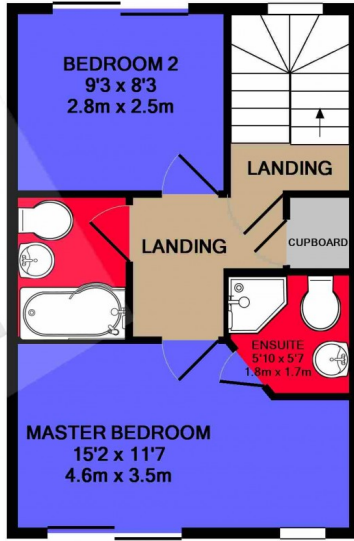 BEDROOM 2
9'3 x 8'3
2.8m x 2.5m
LANDING
LANDING
CUPBOARD
ENSUITE
5'10 x 5'7
1.8m x 1.7m
MASTER BEDROOM
15'2 x 11'7
4.6m x 3.5m